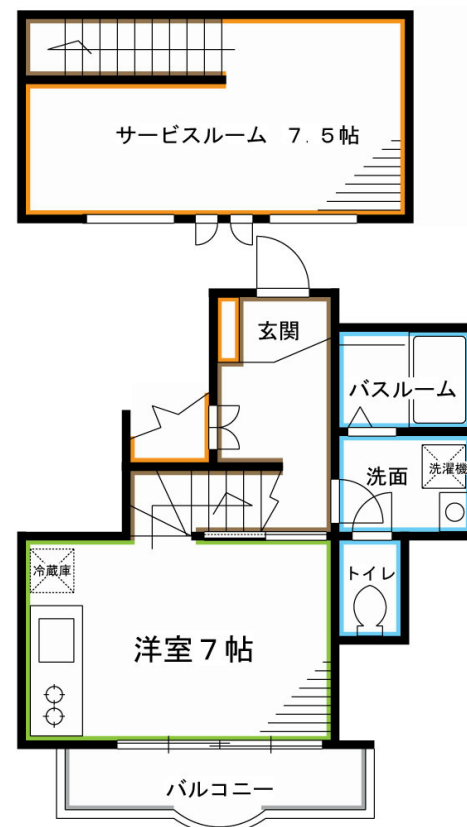 サービスルーム 7.5帖
玄関
バスルーム
洗面
洗濯機
冷蔵庫
トイレ
洋室7帖
バルコニー